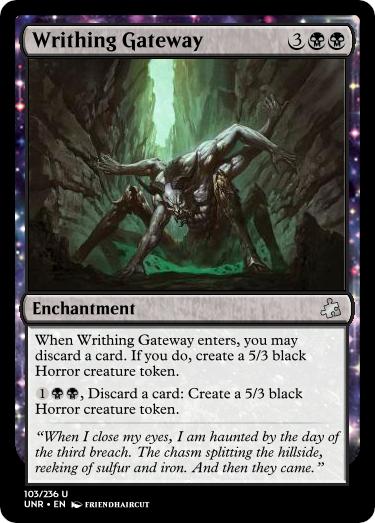 Writhing Gateway 3
Enchantment
When Writhing Gateway enters, you may
discard a card. If you do, create a 5/3 black
Horror creature token.
1, Discard a card: Create a 5/3 black
Horror creature token.
“When I close my eyes, I am haunted by the day of
the third breach. The chasm splitting the hillside,
reeking of sulfur and iron. And then they came.”
103/236 U
UNR • EN FRIENDHAIRCUT